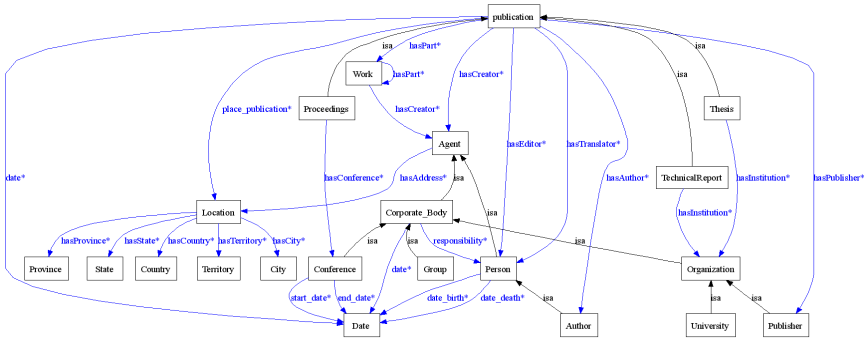 publication
isa
hasPart*
isa
Work
hasPart*
hasCreator*
place_publication*
Proceedings
Thesis
hasCreator*
Agent
hasEditor*
hasTranslator*
date*
hasConference*
hasAddress*
isa
hasAuthor*
TechnicalReport
hasInstitution*
hasPublisher*
Location
Corporate_Body
isa
hasInstitution*
hasProvince*
hasState*
hasCountry*
hasTerritory*
hasCity*
isa
responsibility*
isa
isa
Province
State
Country
Territory
City
Conference
date*
Group
Person
Organization
start_date*
end_date*
date_birth*
date_death*
isa
isa
isa
Date
Author
University
Publisher